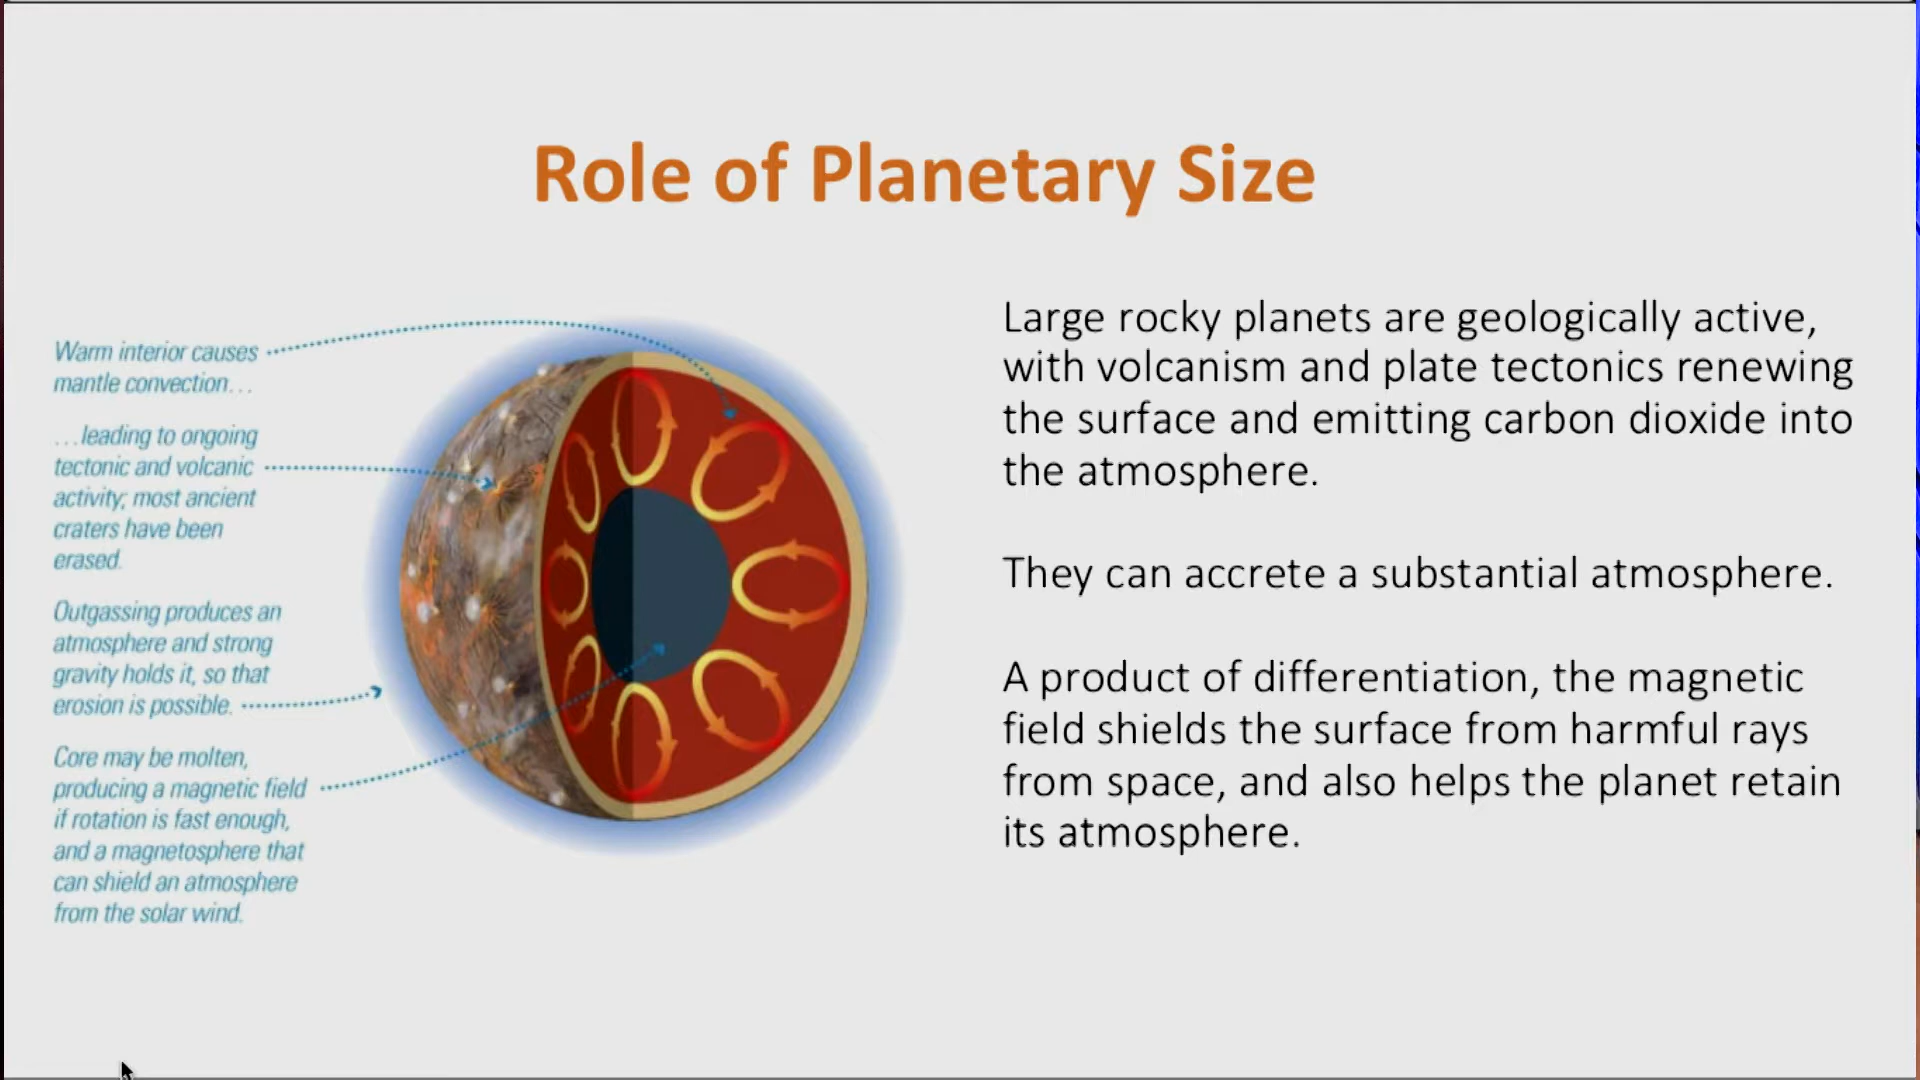 Role of Planetary Size
Warm interior causes
mantle convection...
...leading to ongoing
tectonic and volcanic
activity; most ancient
craters have been
erased.
Outgassing produces an
atmosphere and strong
gravity holds it, so that
erosion is possible.
Core may be molten,
producing a magnetic field
if rotation is fast enough,
and a magnetosphere that
can shield an atmosphere
from the solar wind.
Large rocky planets are geologically active,
with volcanism and plate tectonics renewing
the surface and emitting carbon dioxide into
the atmosphere.
They can accrete a substantial atmosphere.
A product of differentiation, the magnetic
field shields the surface from harmful rays
from space, and also helps the planet retain
its atmosphere.